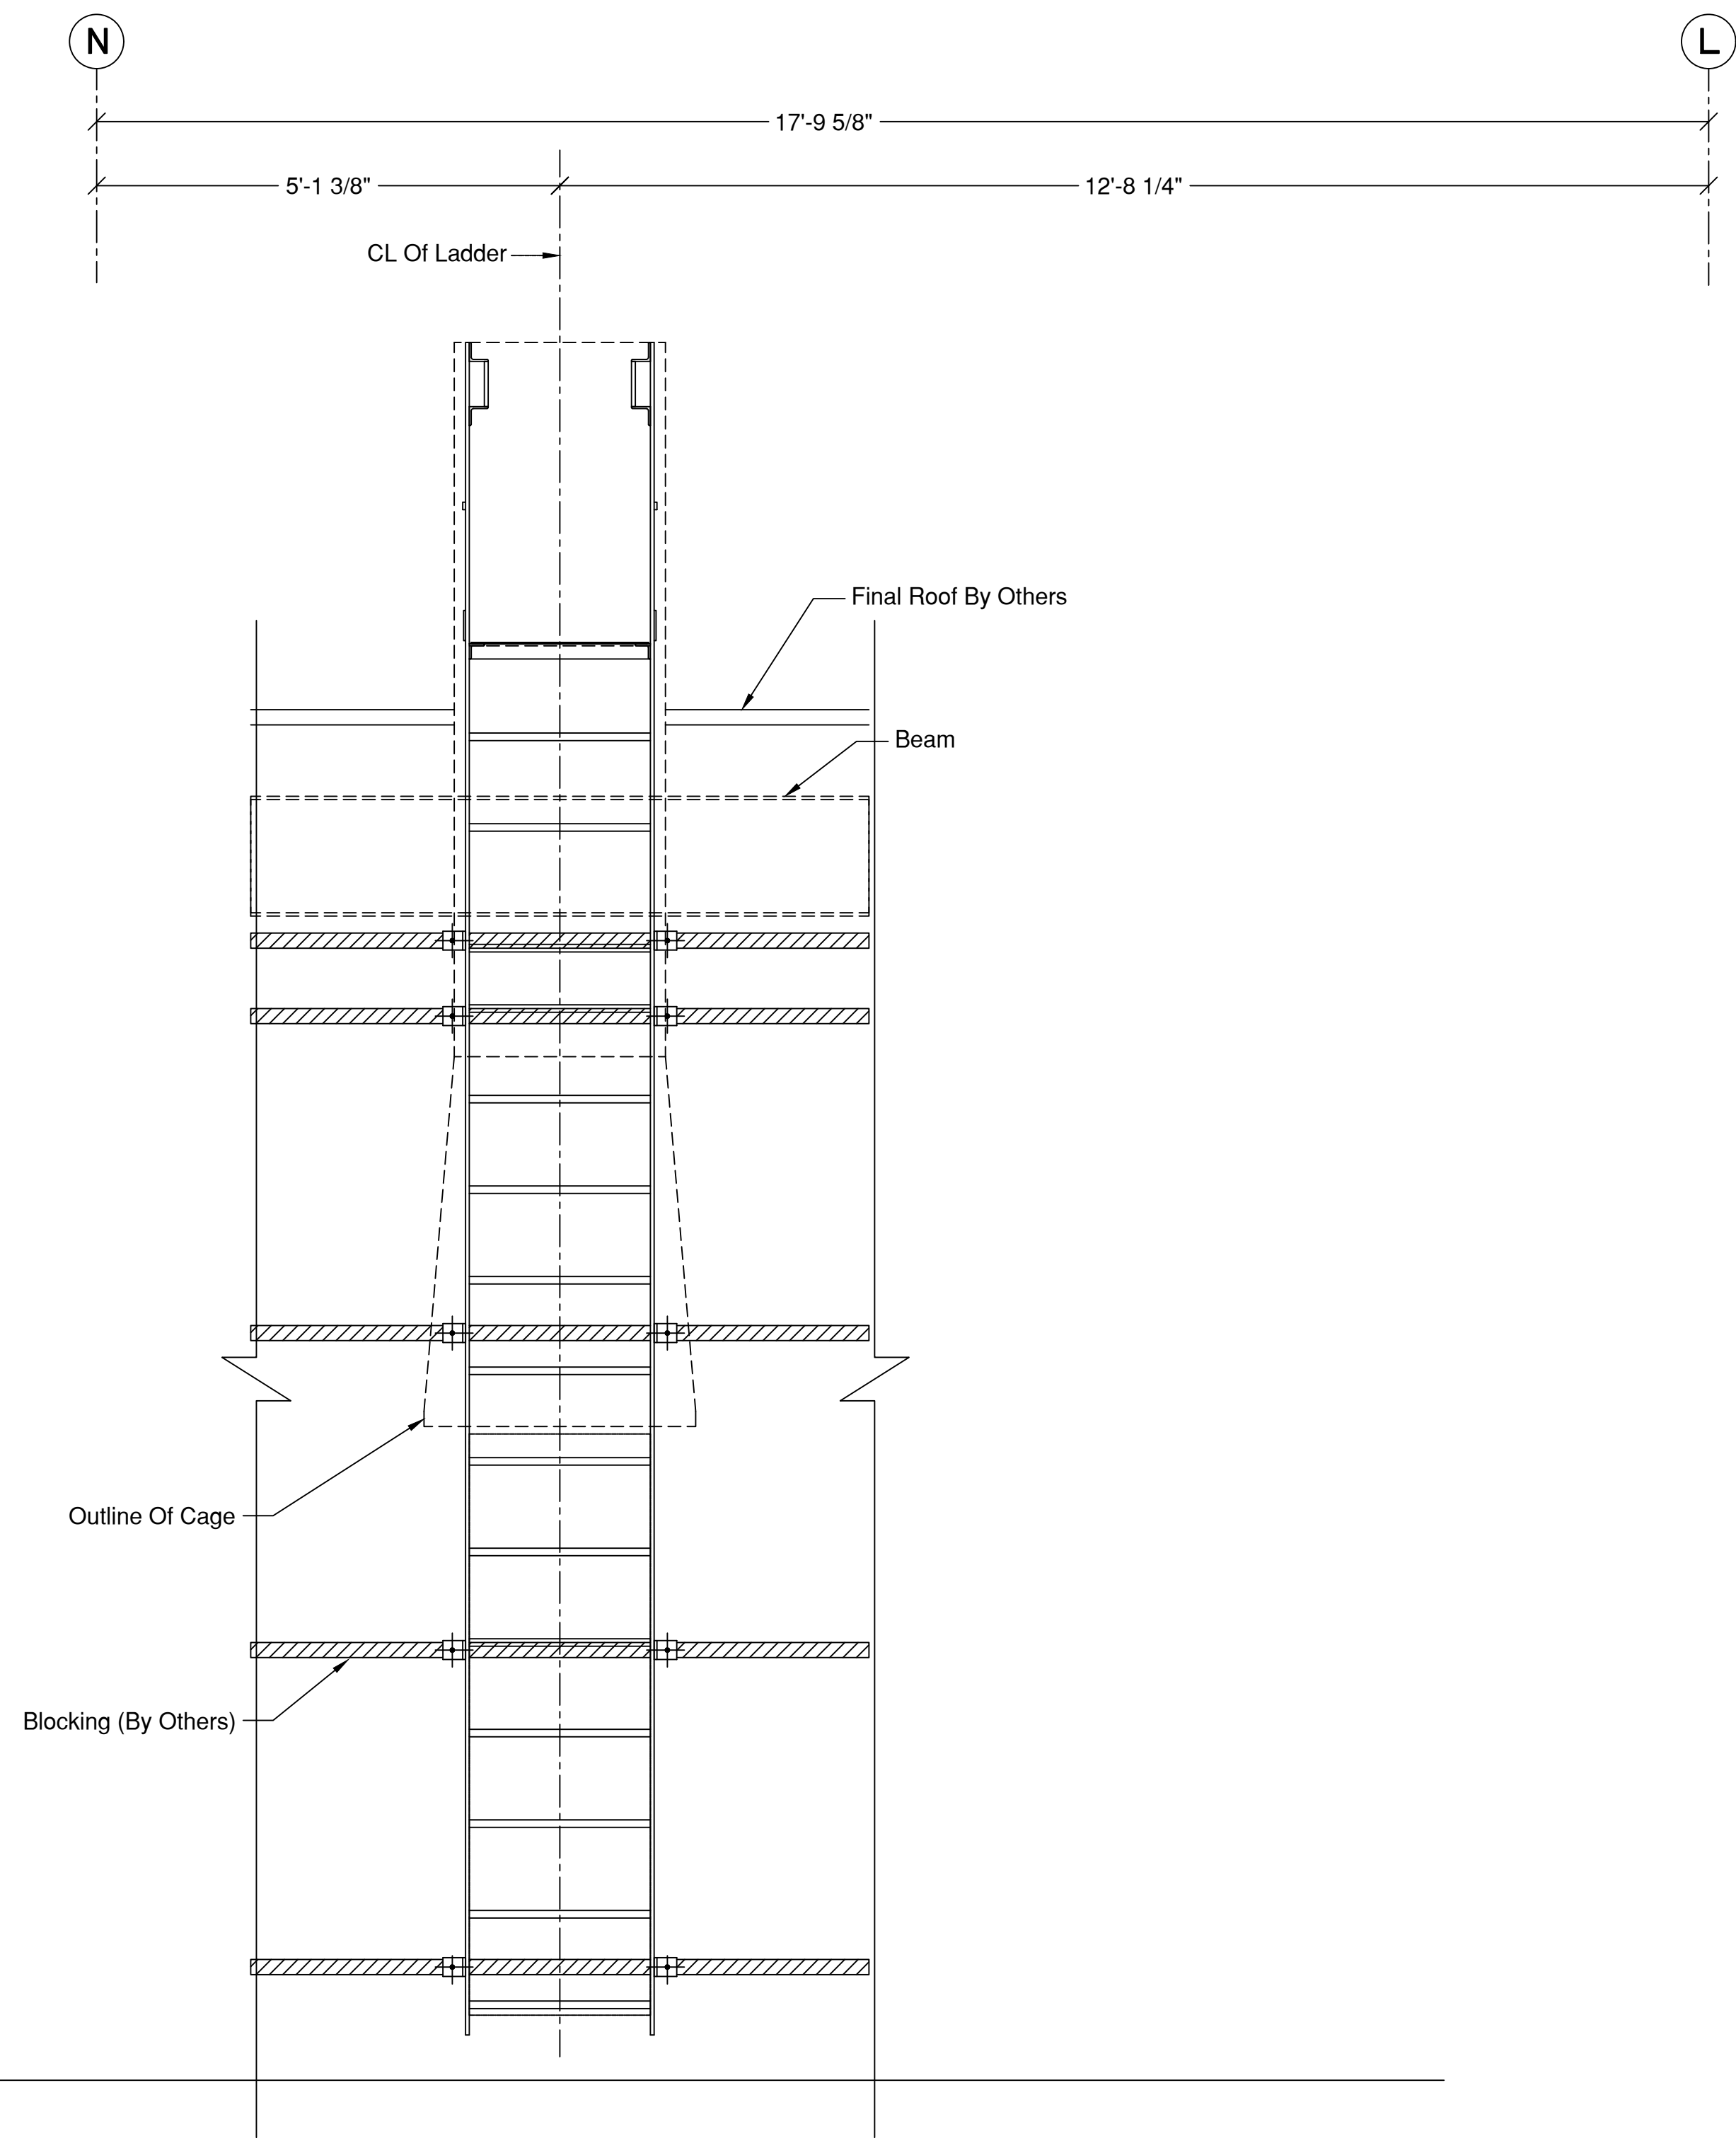 N
L
17'-9 5/8"
5'-1 3/8"
12'-8 1/4"
CL Of Ladder
Final Roof By Others
Beam
Outline Of Cage
Blocking (By Others)